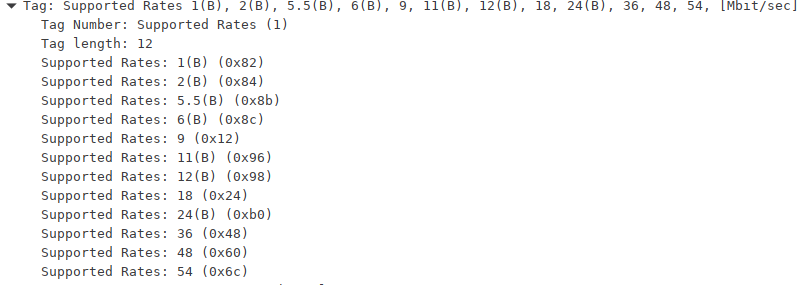 Tag: Supported Rates 1(B), 2(B), 5.5(B), 6(B), 9, 11(B), 12(B), 18, 24(B), 36, 48, 54, [Mbit/sec]
Tag Number: Supported Rates (1)
Tag length: 12
Supported Rates: 1(B) (0x82)
Supported Rates: 2(B) (0x84)
Supported Rates: 5.5(B) (0x8b)
Supported Rates: 6(B) (0x8c)
Supported Rates: 9 (0x12)
Supported Rates: 11(B) (0x96)
Supported Rates: 12(B) (0x98)
Supported Rates: 18 (0x24)
Supported Rates: 24(B) (0xb0)
Supported Rates: 36 (0x48)
Supported Rates: 48 (0x60)
Supported Rates: 54 (0x6c)